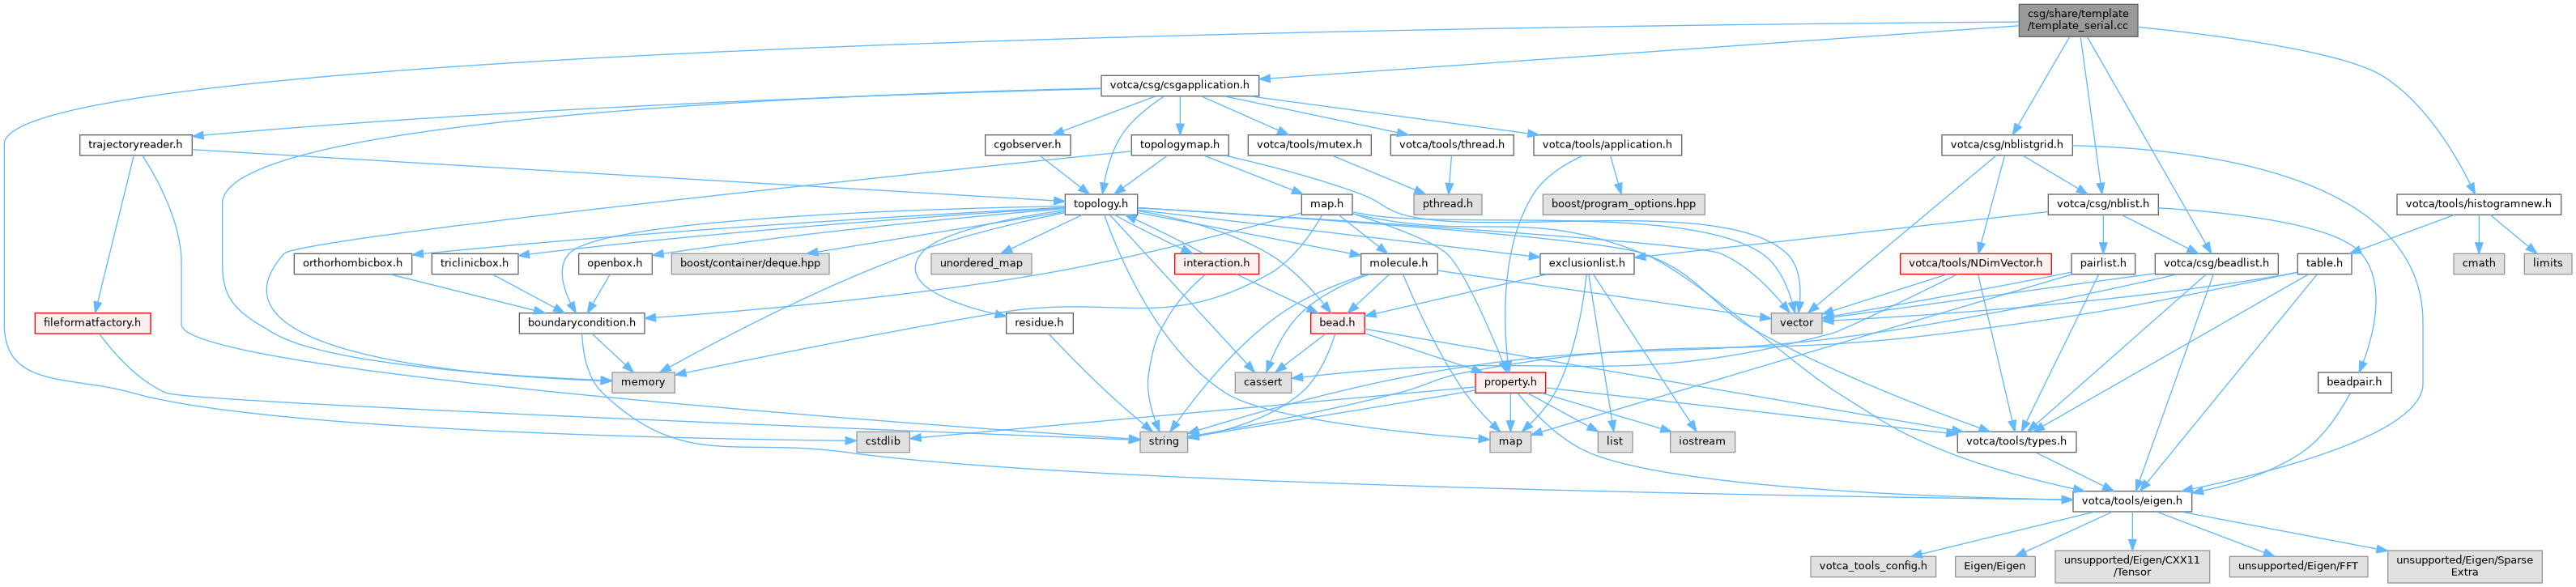 csg/share/template
/template_serial.cc
votca/csg/csgapplication.h
trajectoryreader.h
cgobserver.h
topologymap.h
votca/tools/mutex.h
votca/tools/thread.h
votca/tools/application.h
votca/csg/nblistgrid.h
topology.h
map.h
pthread.h
boost/program_options.hpp
votca/csg/nblist.h
votca/tools/histogramnew.h
orthorhombicbox.h
triclinicbox.h
openbox.h
boost/container/deque.hpp
unordered_map
interaction.h
molecule.h
exclusionlist.h
votca/tools/NDimVector.h
pairlist.h
votca/csg/beadlist.h
table.h
cmath
limits
fileformatfactory.h
boundarycondition.h
residue.h
bead.h
vector
memory
cassert
property.h
beadpair.h
cstdlib
string
map
list
iostream
votca/tools/types.h
votca/tools/eigen.h
votca_tools_config.h
Eigen/Eigen
unsupported/Eigen/CXX11
/Tensor
unsupported/Eigen/FFT
unsupported/Eigen/Sparse
Extra